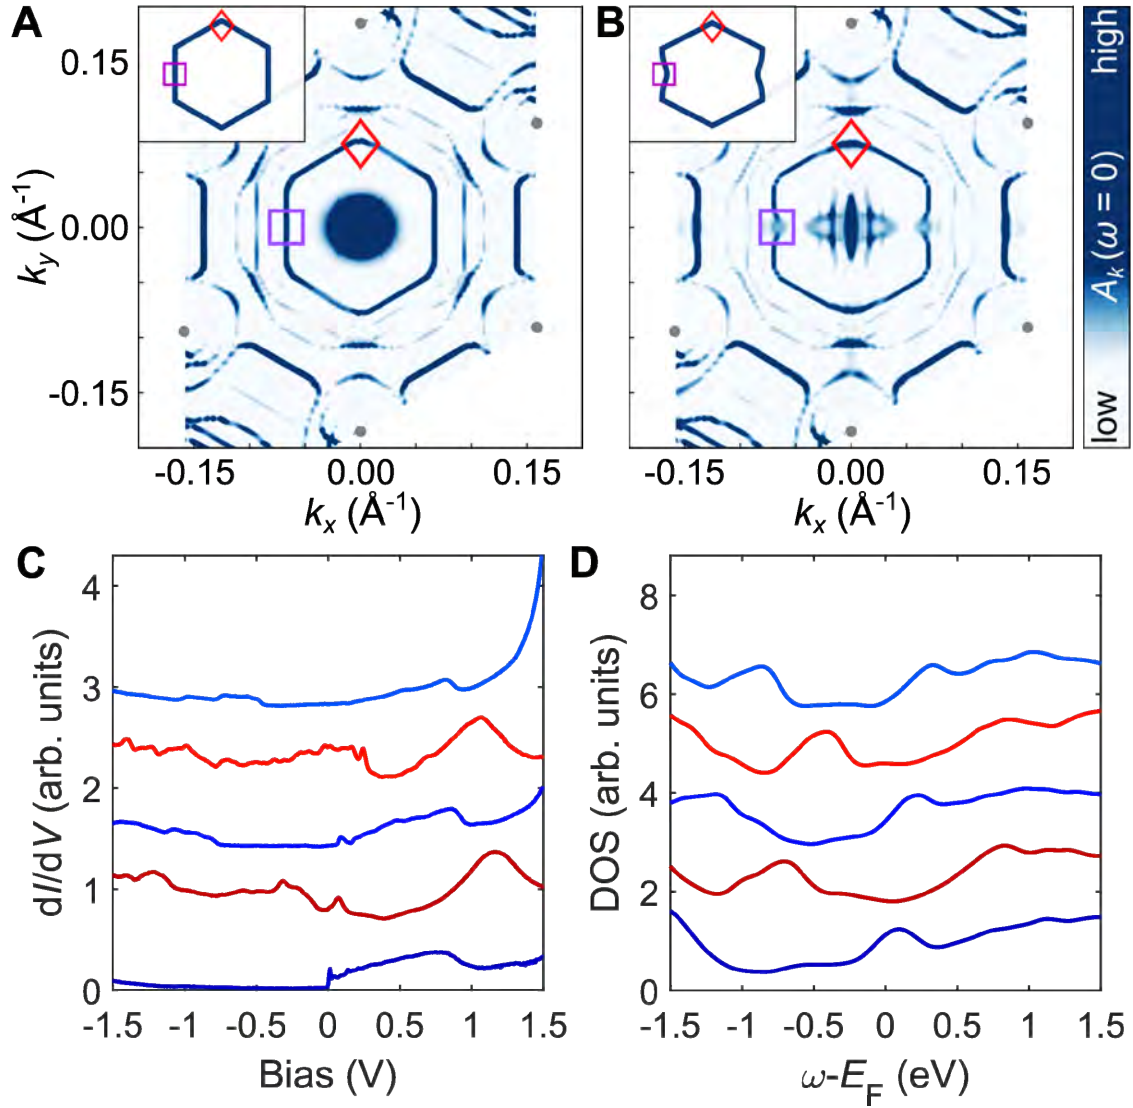 A
B
0.15
0.00
-0.15
k_y (Å⁻¹)
-0.15
0.00
0.15
k_x (Å⁻¹)
-0.15
0.00
0.15
k_x (Å⁻¹)
low
A_k (ω = 0)
high
C
D
4
3
2
1
0
dI/dV (arb. units)
-1.5
-1
-0.5
0
0.5
1
1.5
Bias (V)
8
6
4
2
0
DOS (arb. units)
-1.5
-1
-0.5
0
0.5
1
1.5
ω-E_F (eV)